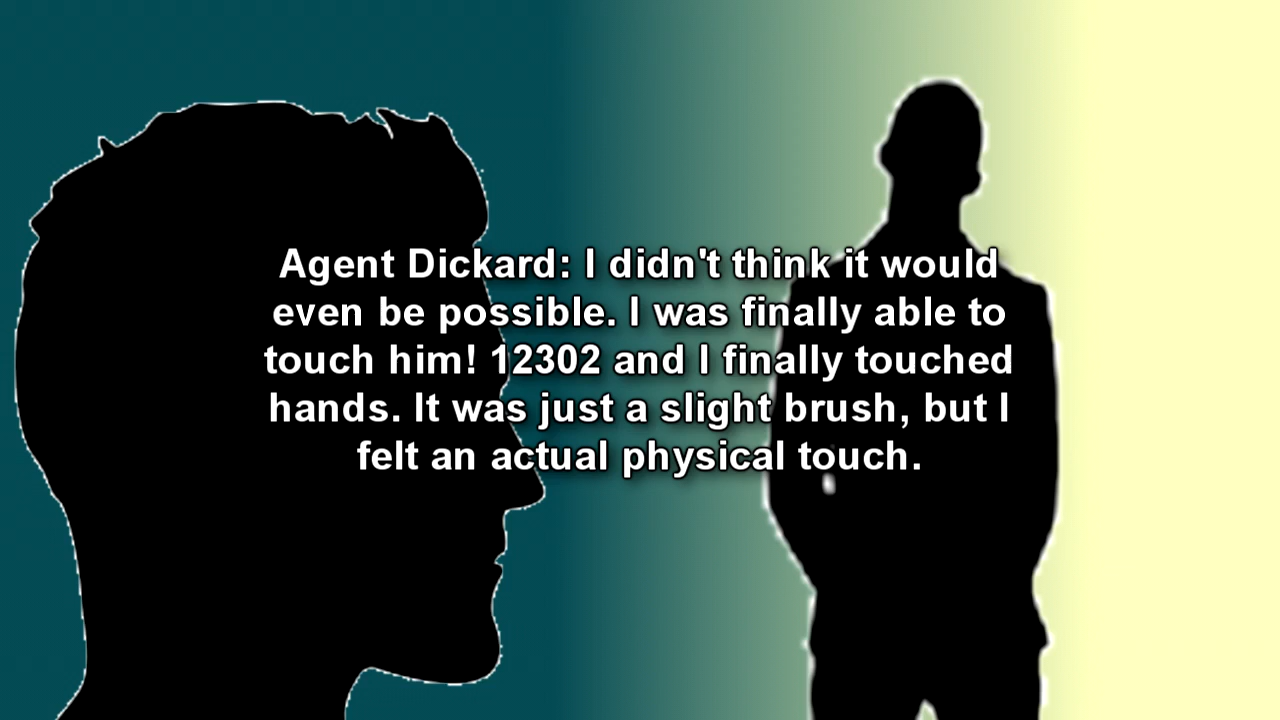 Agent Dickard: I didn't think it would
even be possible. I was finally able to
touch him! 12302 and I finally touched
hands. It was just a slight brush, but I
felt an actual physical touch.